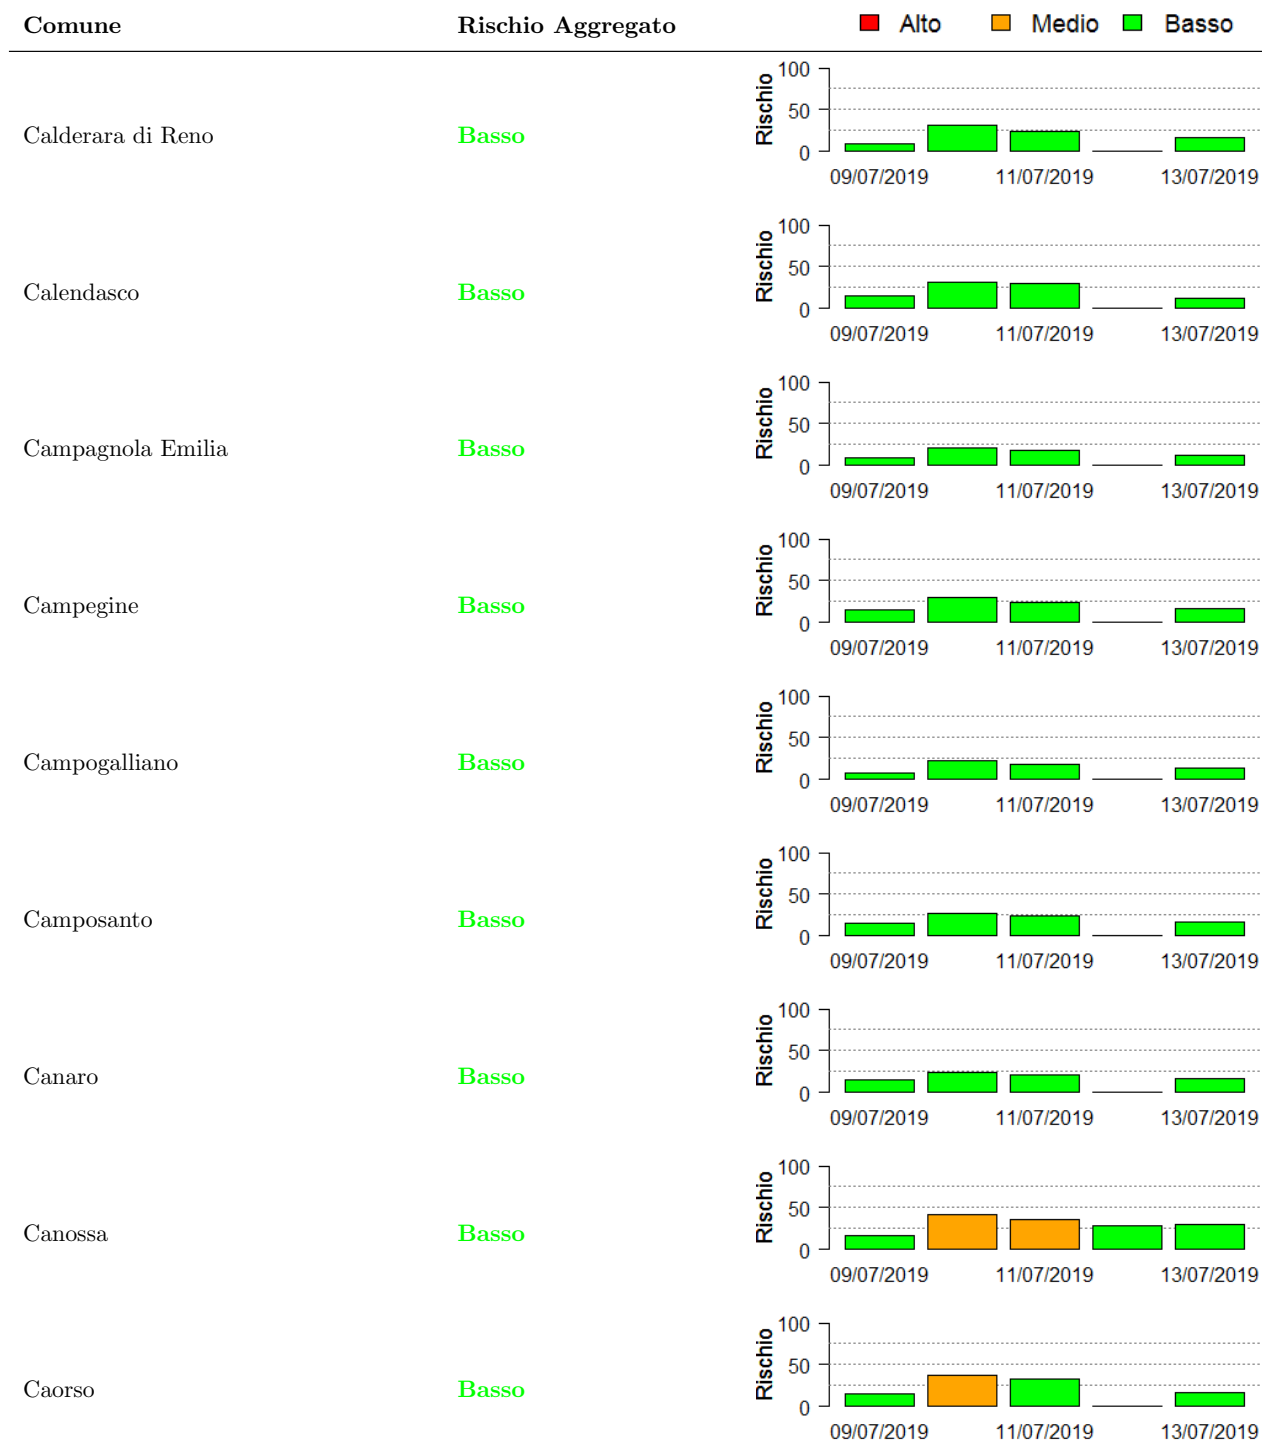 Comune Rischio Aggregato Alto Medio Basso
Calderara di Reno Basso Rischio 100 50 0
09/07/2019 11/07/2019 13/07/2019
Calendasco Basso Rischio 100 50 0
09/07/2019 11/07/2019 13/07/2019
Campagnola Emilia Basso Rischio 100 50 0
09/07/2019 11/07/2019 13/07/2019
Campegine Basso Rischio 100 50 0
09/07/2019 11/07/2019 13/07/2019
Campogalliano Basso Rischio 100 50 0
09/07/2019 11/07/2019 13/07/2019
Camposanto Basso Rischio 100 50 0
09/07/2019 11/07/2019 13/07/2019
Canaro Basso Rischio 100 50 0
09/07/2019 11/07/2019 13/07/2019
Canossa Basso Rischio 100 50 0
09/07/2019 11/07/2019 13/07/2019
Caorso Basso Rischio 100 50 0
09/07/2019 11/07/2019 13/07/2019